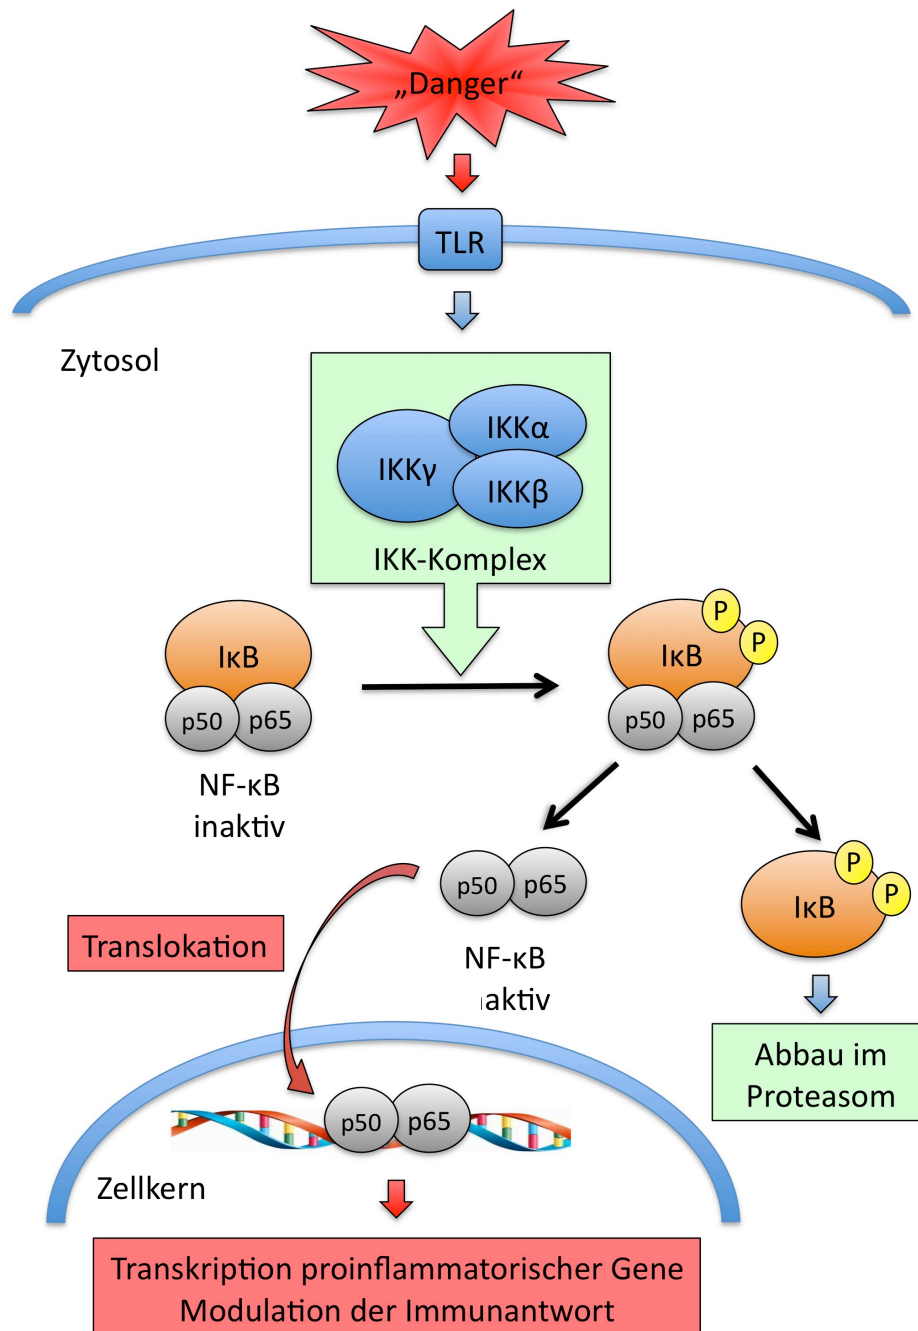 „Danger“
TLR
Zytosol
IKKα
IKKγ
IKKβ
IKK-Komplex
IκB
p50
p65
NF-κB
inaktiv
P
P
IκB
p50
p65
p50
p65
NF-κB
aktiv
P
P
IκB
Translokation
Abbau im
Proteasom
p50
p65
Zellkern
Transkription proinflammatorischer Gene
Modulation der Immunantwort